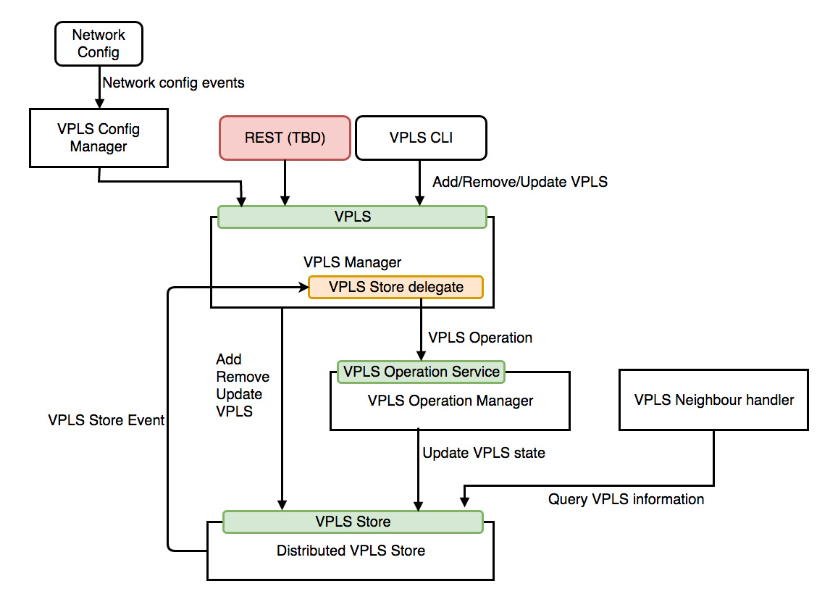 Network
Config
Network config events
VPLS Config
Manager
REST (TBD)
VPLS CLI
Add/Remove/Update VPLS
VPLS
VPLS Manager
VPLS Store delegate
VPLS Operation
Add
Remove
Update
VPLS
VPLS Operation Service
VPLS Operation Manager
VPLS Neighbour handler
VPLS Store Event
Update VPLS state
Query VPLS information
VPLS Store
Distributed VPLS Store